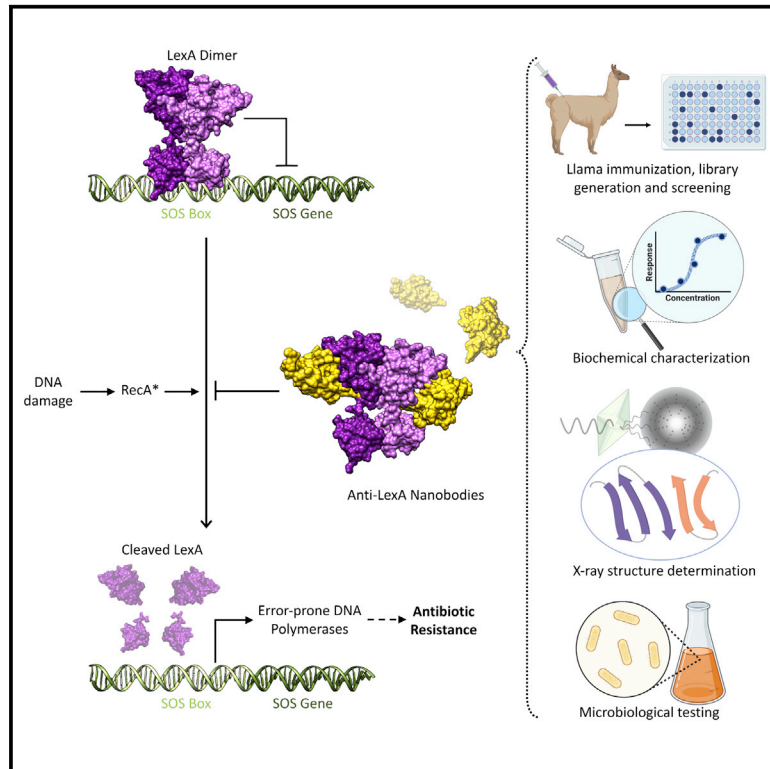 LexA Dimer
SOS Box
SOS Gene
DNA
damage
RecA*
Anti-LexA Nanobodies
Cleaved LexA
Error-prone DNA
Polymerases
Antibiotic
Resistance
SOS Box
SOS Gene
Llama immunization, library
generation and screening
Response
Concentration
Biochemical characterization
X-ray structure determination
Microbiological testing